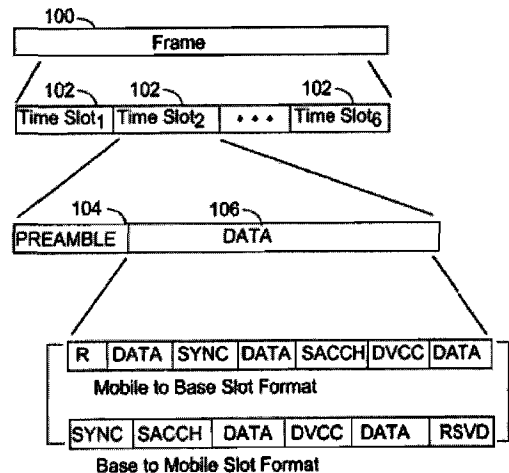 100
Frame
102 102 102
Time Slot1 Time Slot2 • • • Time Slot6
104 106
PREAMBLE DATA
R DATA SYNC DATA SACCH DVCC DATA
Mobile to Base Slot Format
SYNC SACCH DATA DVCC DATA RSVD
Base to Mobile Slot Format